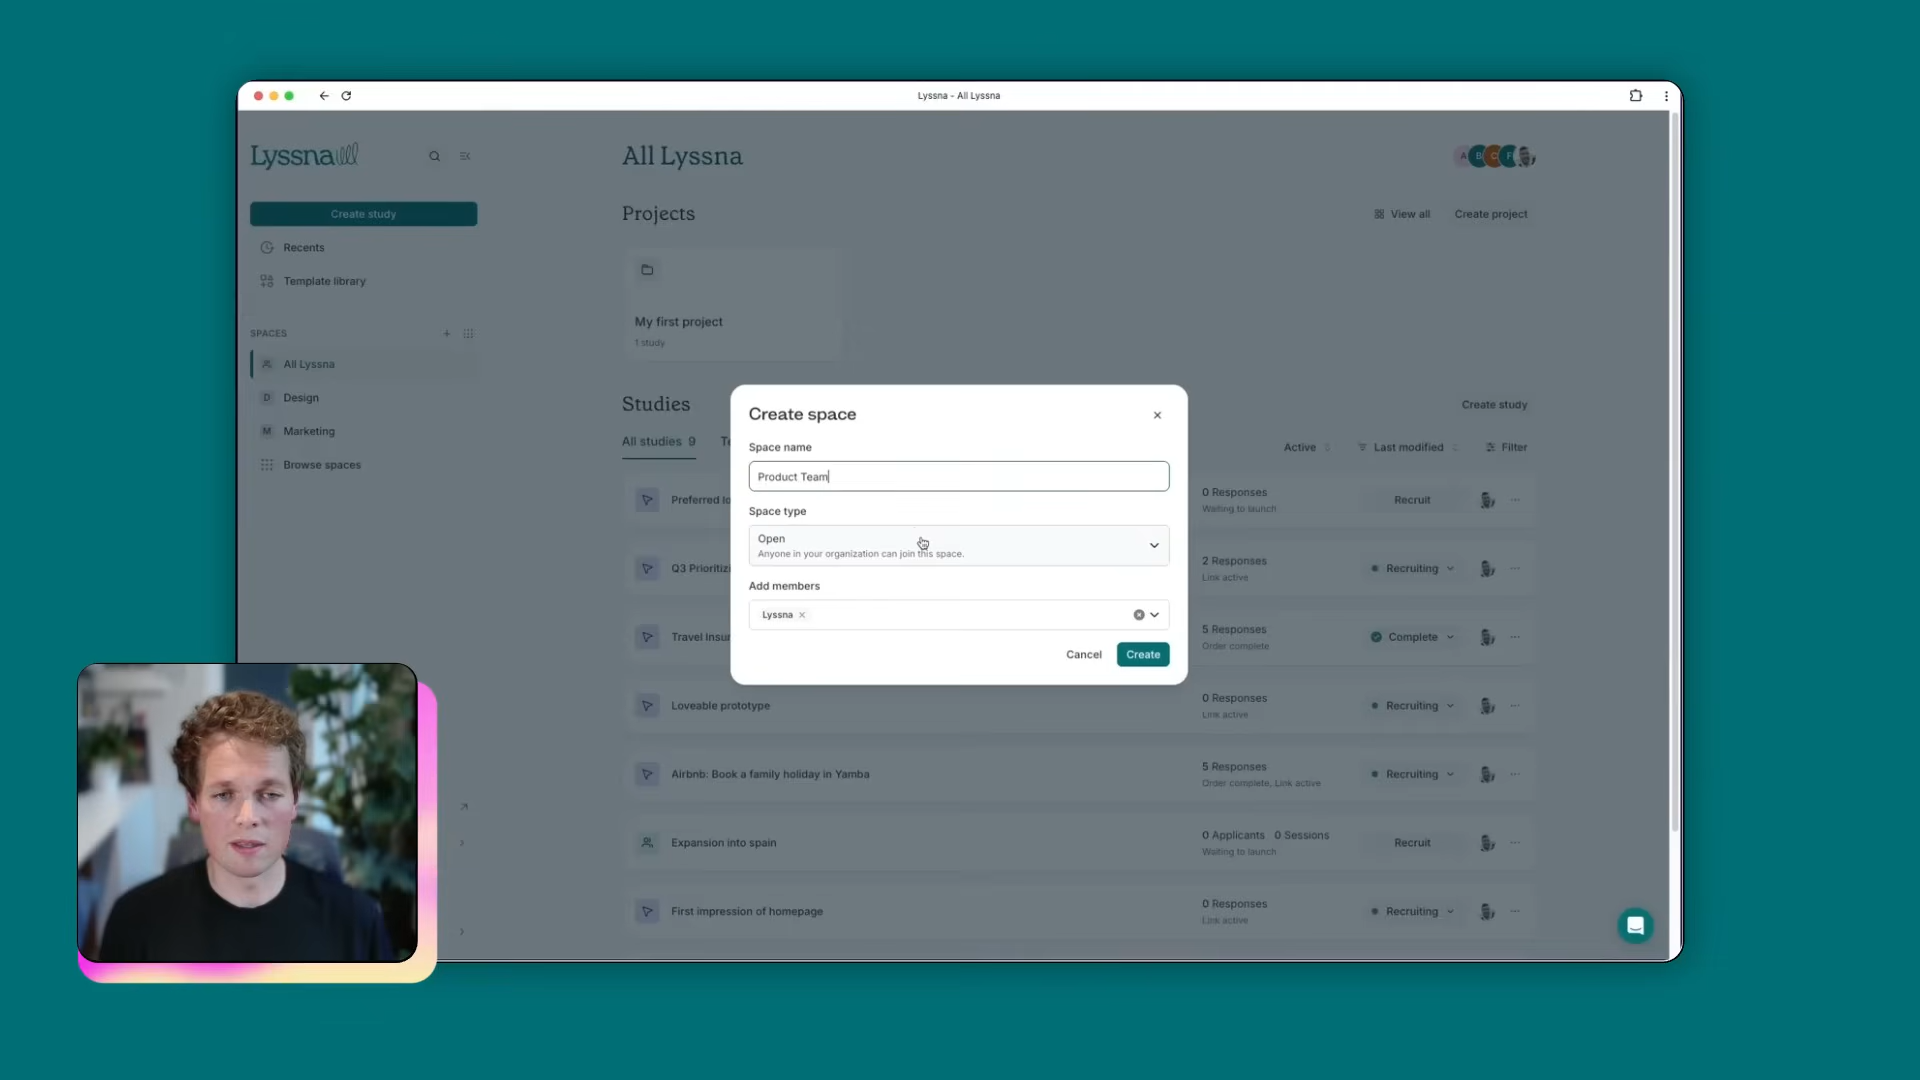 Lyssna - All Lyssna
Lyssna
All Lyssna
A B C F
Create study
Projects
View all
Create project
Recents
Template library
My first project
1 study
SPACES
All Lyssna
D Design
M Marketing
Browse spaces
Studies
Create study
All studies 9
Active
Last modified
Filter
Create space
Space name
Product Team
Space type
Open
Anyone in your organization can join this space.
Add members
Lyssna
Cancel
Create
0 Responses
Waiting to launch
Recruit
2 Responses
Link active
Recruiting
5 Responses
Order complete
Complete
Loveable prototype
0 Responses
Link active
Recruiting
Airbnb: Book a family holiday in Yamba
5 Responses
Order complete, Link active
Recruiting
Expansion into spain
0 Applicants 0 Sessions
Waiting to launch
Recruit
First impression of homepage
0 Responses
Link active
Recruiting